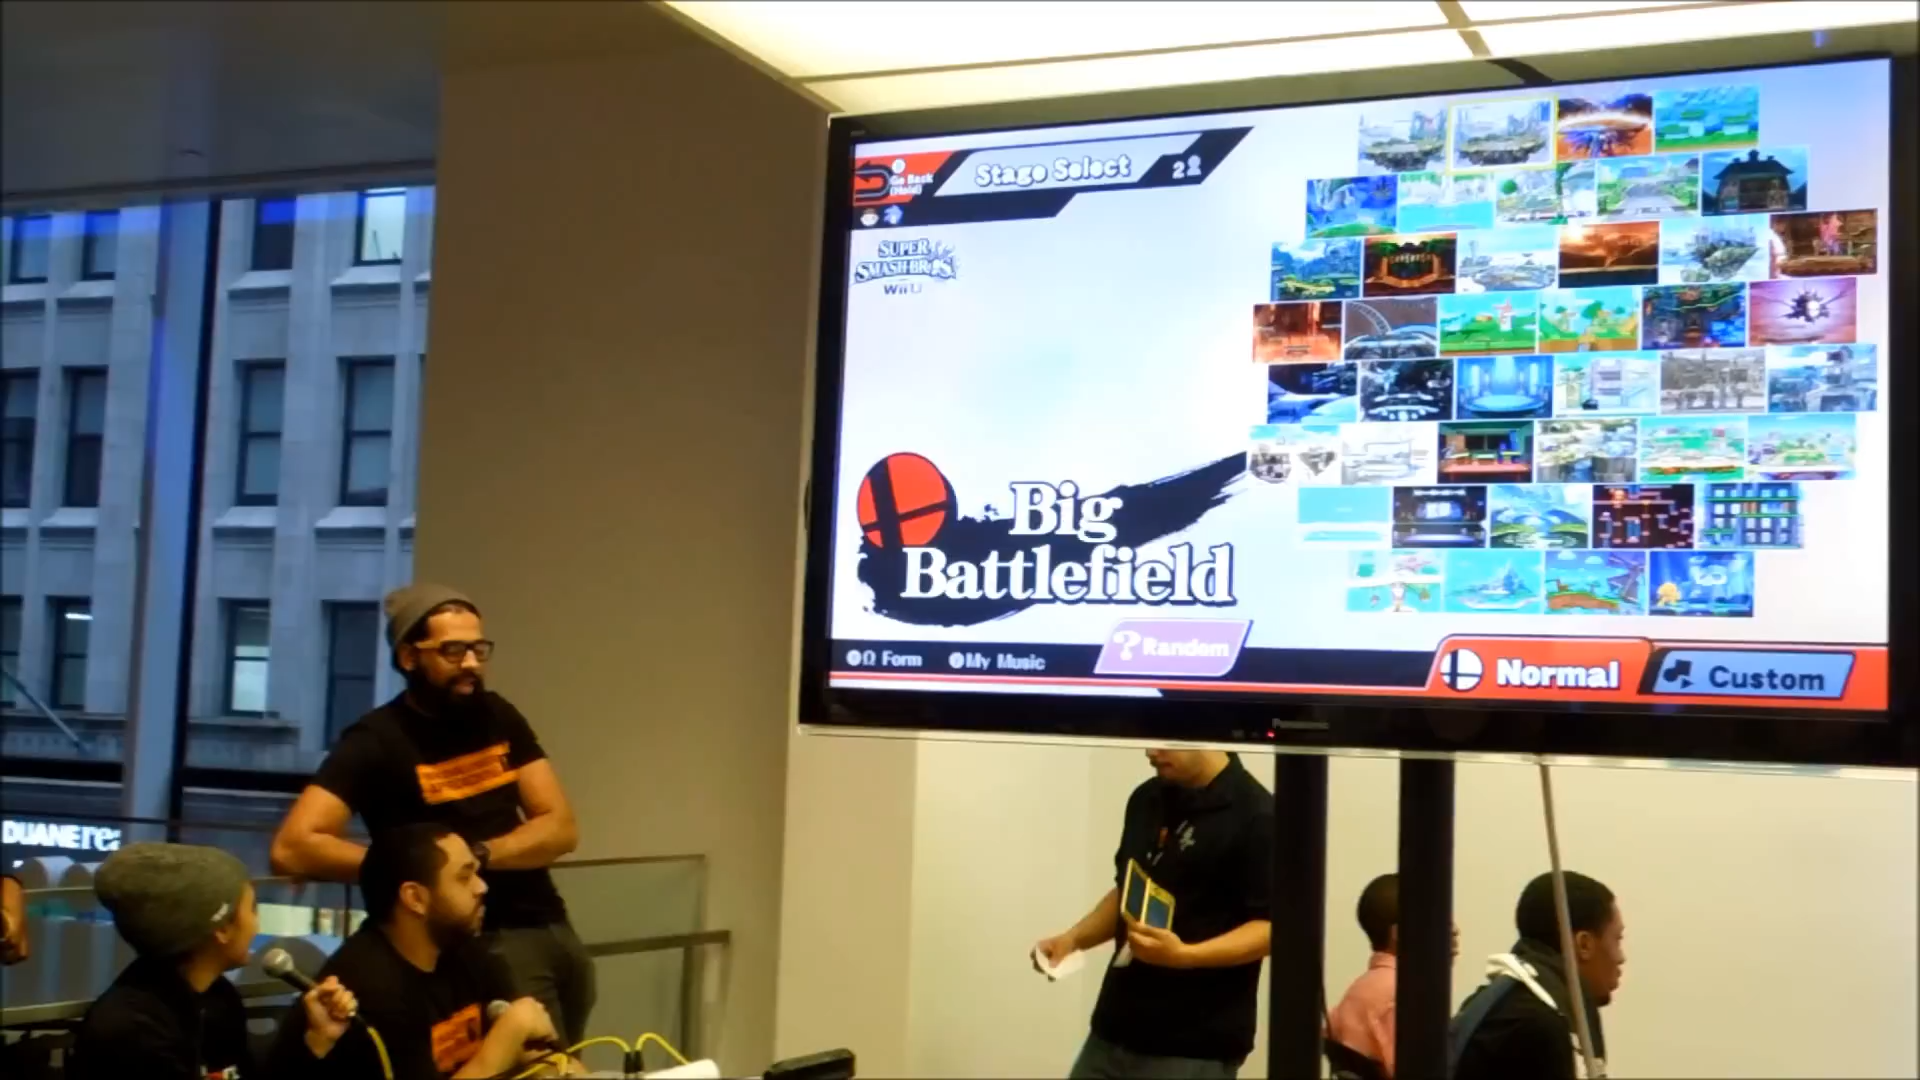 Go Back
(Hold)
Stage Select
2
SUPER
SMASH BROS.
Wii U
Big
Battlefield
Ω Form
My Music
? Random
Normal
Custom
Panasonic
DUANE rea